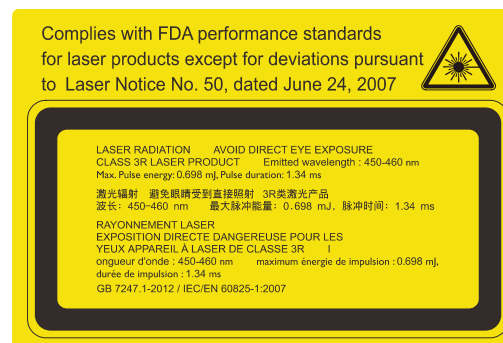 Complies with FDA performance standards
for laser products except for deviations pursuant
to Laser Notice No. 50, dated June 24, 2007
LASER RADIATION AVOID DIRECT EYE EXPOSURE
CLASS 3R LASER PRODUCT Emitted wavelength : 450-460 nm
Max. Pulse energy: 0.698 mJ, Pulse duration: 1.34 ms
激光辐射 避免眼睛受到直接照射 3R类激光产品
波长: 450-460 nm 最大脉冲能量: 0.698 mJ, 脉冲时间: 1.34 ms
RAYONNEMENT LASER
EXPOSITION DIRECTE DANGEREUSE POUR LES
YEUX APPAREIL À LASER DE CLASSE 3R l
ongueur d'onde : 450-460 nm maximum énergie de impulsion : 0.698 mJ,
durée de impulsion : 1.34 ms
GB 7247.1-2012 / IEC/EN 60825-1:2007